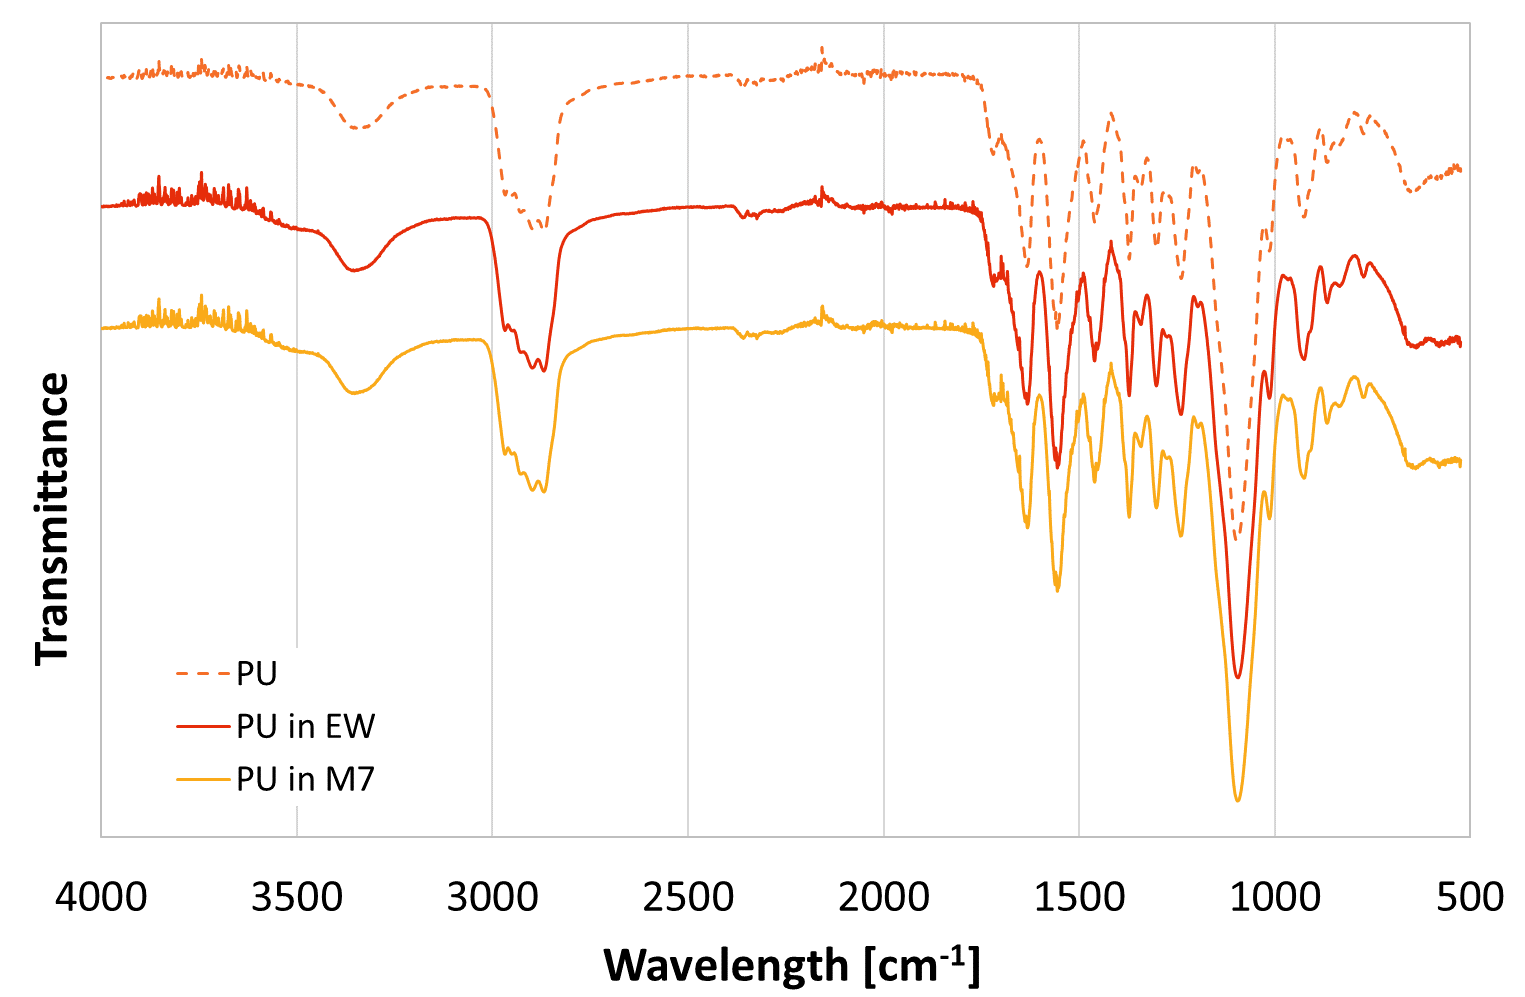 Transmittance
PU
PU in EW
PU in M7
4000 3500 3000 2500 2000 1500 1000 500
Wavelength [cm⁻¹]